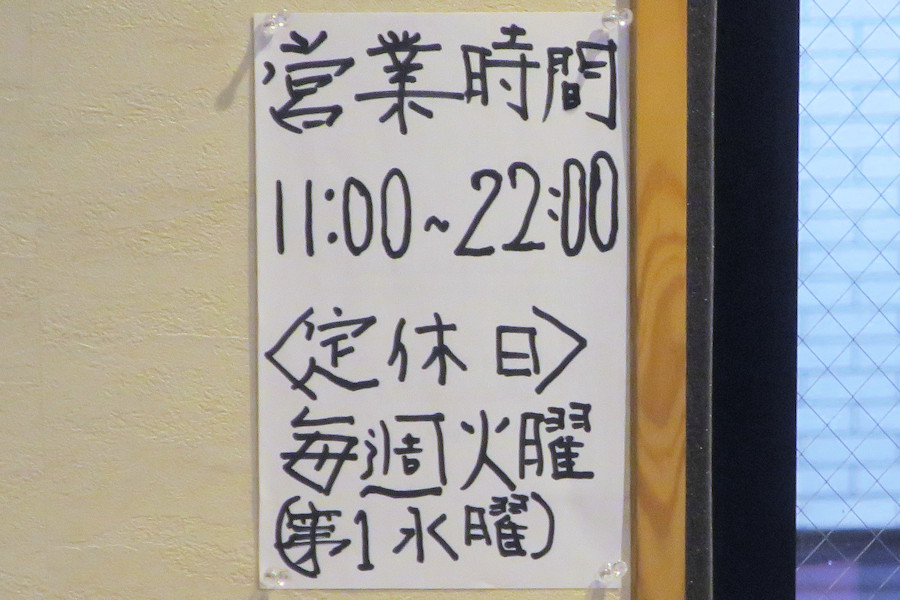 営業時間
11:00~22:00
<定休日>
毎週火曜
(第1水曜)